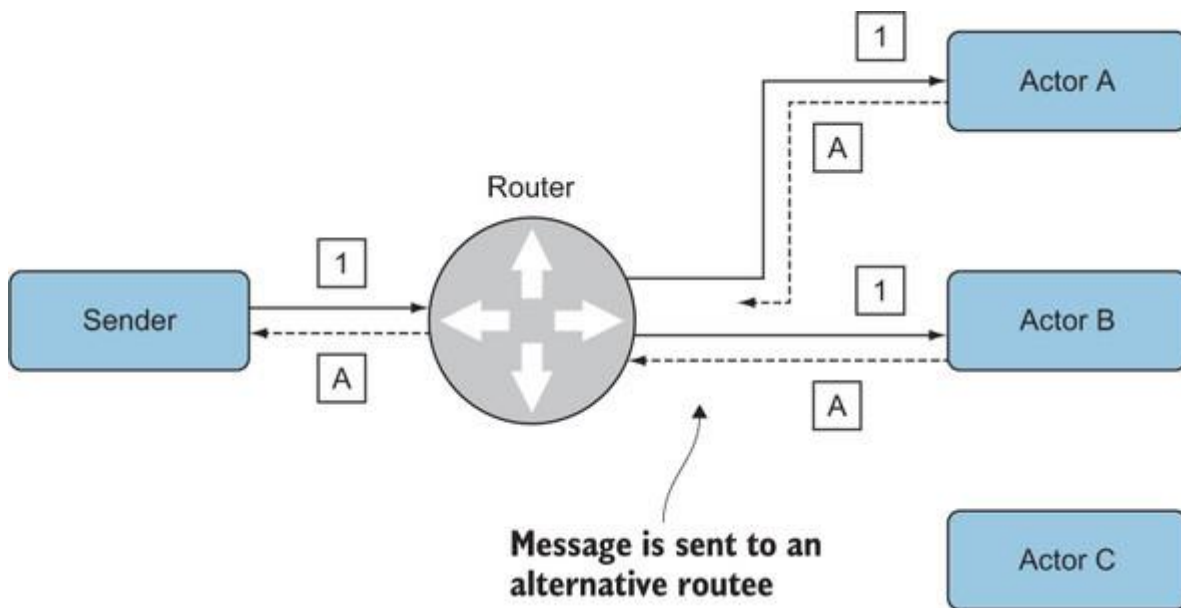 1
Actor A
A
Router
1
1
Sender
Actor B
A
A
Message is sent to an
alternative routee
Actor C